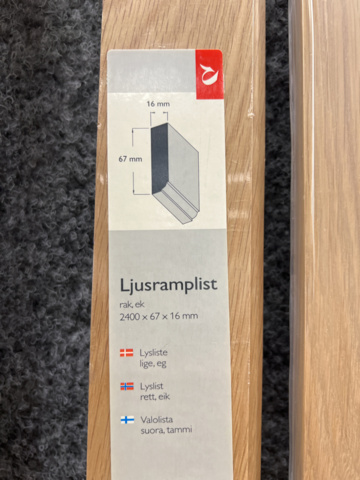 16 mm
67 mm
Ljusramplist
rak, ek
2400 × 67 × 16 mm
Lysliste
lige, eg
Lyslist
rett, eik
Valolista
suora, tammi